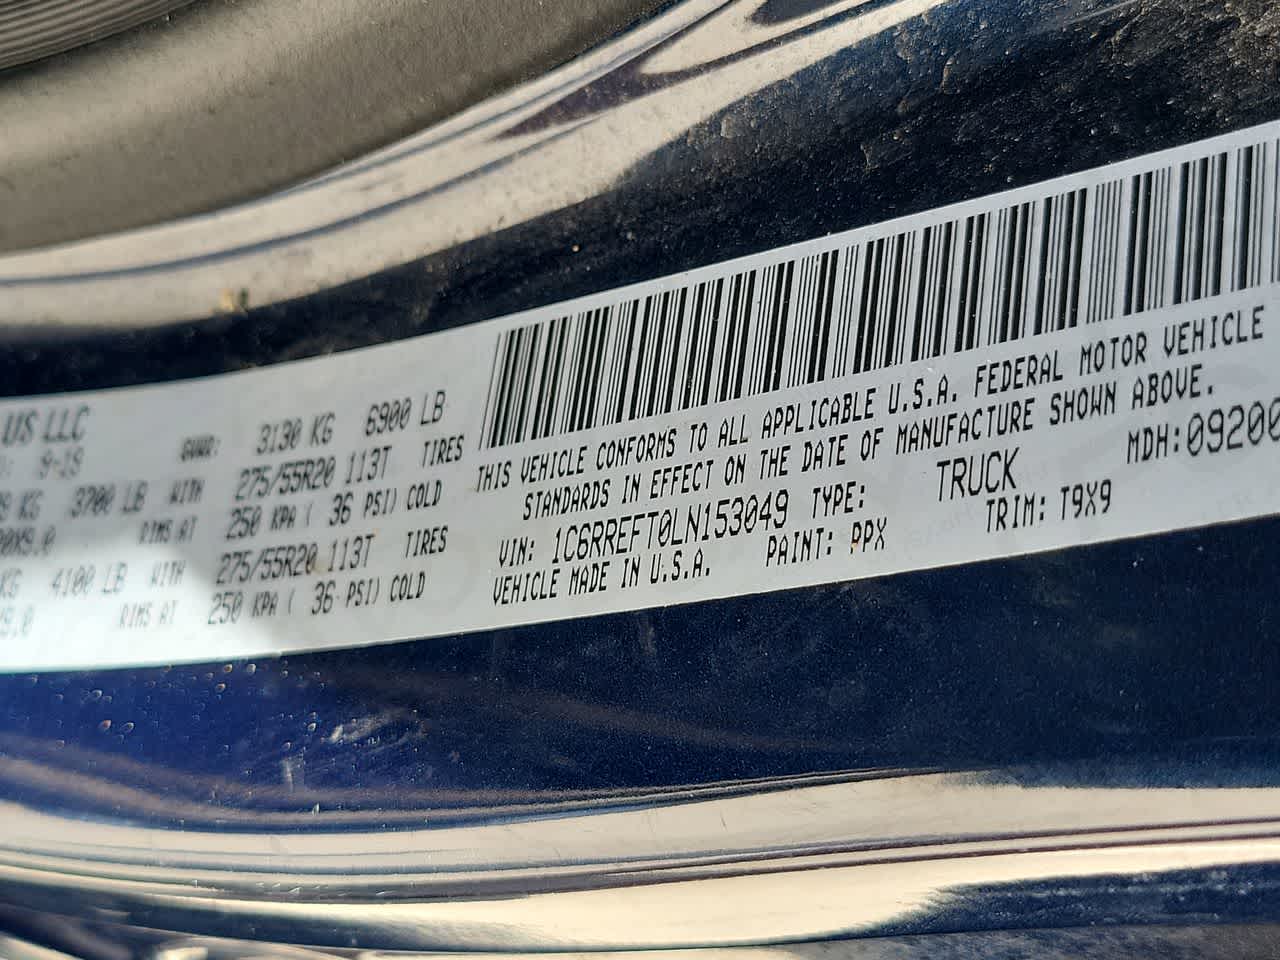 US LLC
9-19
GVWR: 3130 KG 6900 LB
KG 3700 LB WITH 275/55R20 113T TIRES
X9.0 RIMS AT 250 KPA ( 36 PSI) COLD
KG 4100 LB WITH 275/55R20 113T TIRES
RIMS AT 250 KPA ( 36 PSI) COLD
THIS VEHICLE CONFORMS TO ALL APPLICABLE U.S.A. FEDERAL MOTOR VEHICLE
STANDARDS IN EFFECT ON THE DATE OF MANUFACTURE SHOWN ABOVE.
MDH:09200
VIN: 1C6RREFT0LN153049 TYPE: TRUCK
VEHICLE MADE IN U.S.A. PAINT: PPX TRIM: T9X9